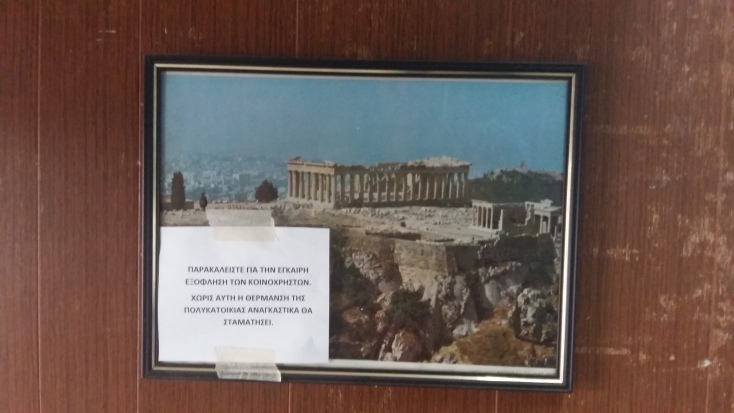 ΠΑΡΑΚΑΛΕΙΣΤΕ ΓΙΑ ΤΗΝ ΕΓΚΑΙΡΗ
ΕΞΟΦΛΗΣΗ ΤΩΝ ΚΟΙΝΟΧΡΗΣΤΩΝ.
ΧΩΡΙΣ ΑΥΤΗ Η ΘΕΡΜΑΝΣΗ ΤΗΣ
ΠΟΛΥΚΑΤΟΙΚΙΑΣ ΑΝΑΓΚΑΣΤΙΚΑ ΘΑ
ΣΤΑΜΑΤΗΣΕΙ.